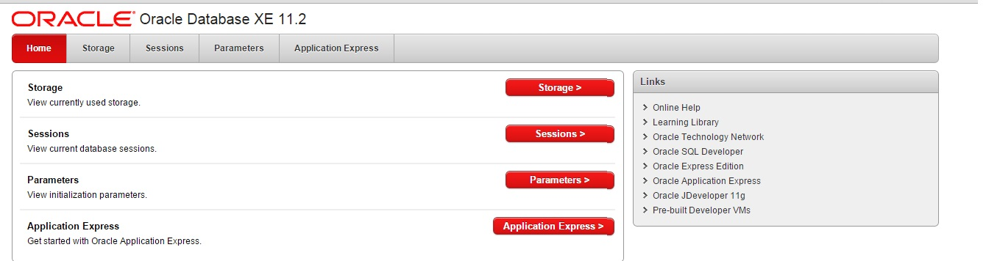 ORACLE® Oracle Database XE 11.2
Home Storage Sessions Parameters Application Express
Storage
View currently used storage.
Storage >
Sessions
View current database sessions.
Sessions >
Parameters
View initialization parameters.
Parameters >
Application Express
Get started with Oracle Application Express.
Application Express >
Links
Online Help
Learning Library
Oracle Technology Network
Oracle SQL Developer
Oracle Express Edition
Oracle Application Express
Oracle JDeveloper 11g
Pre-built Developer VMs